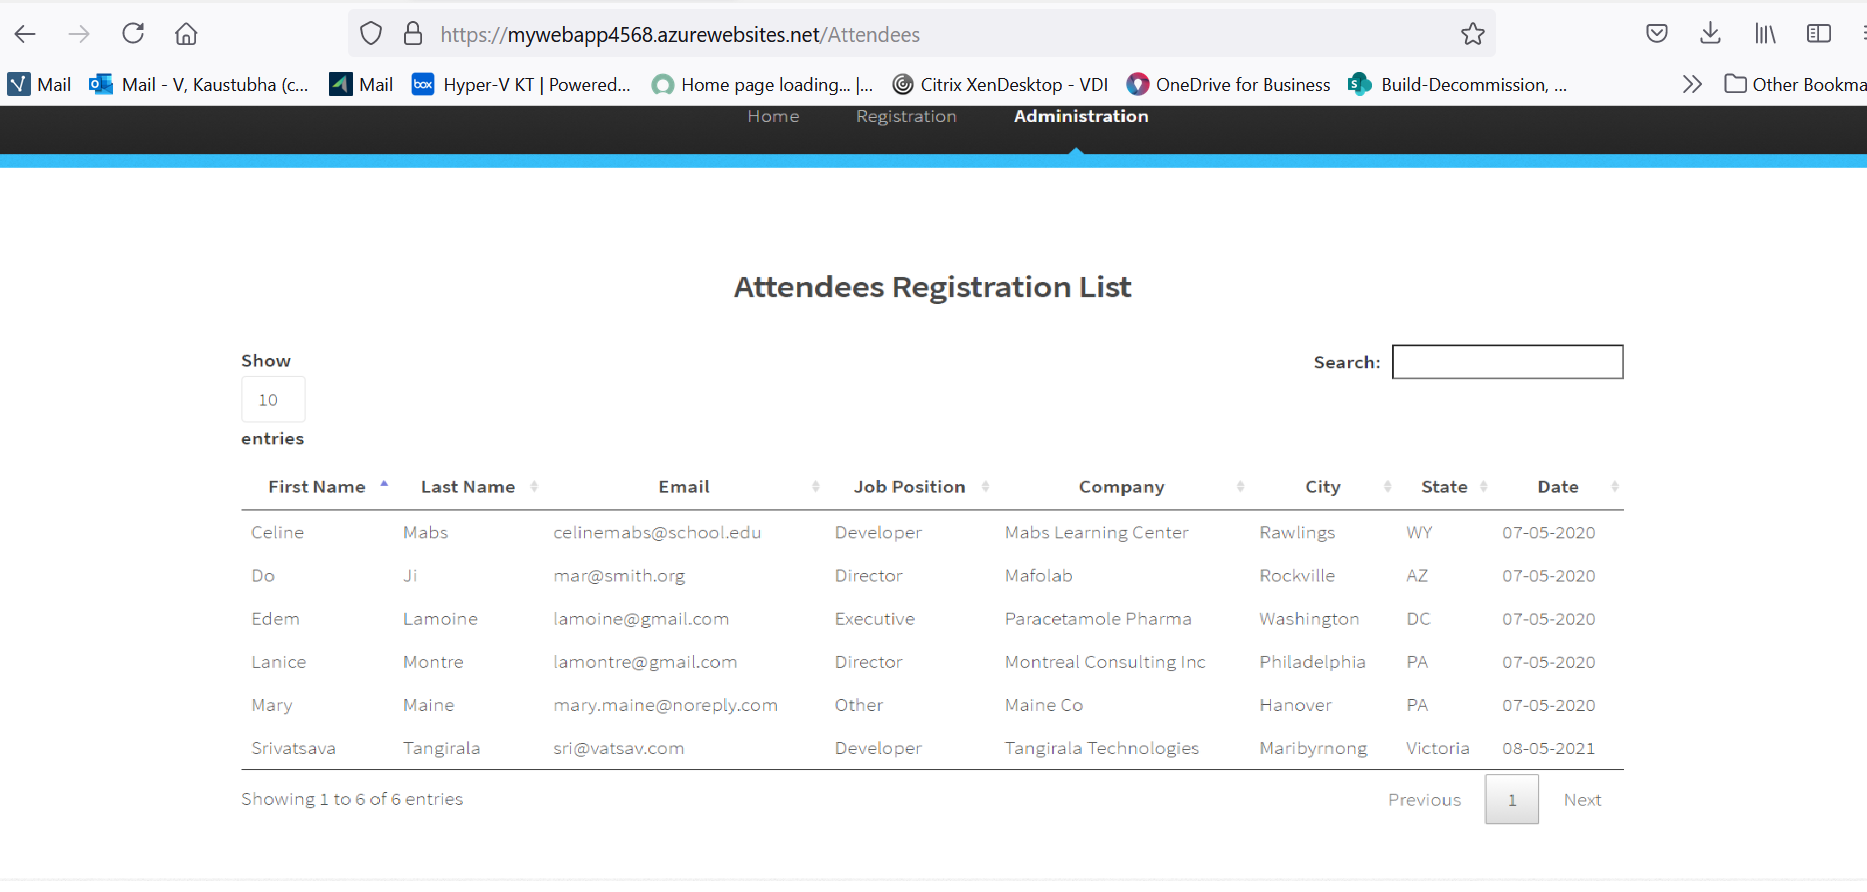 https://mywebapp4568.azurewebsites.net/Attendees
Mail Mail - V, Kaustubha (c... Mail box Hyper-V KT | Powered... Home page loading... |... Citrix XenDesktop - VDI OneDrive for Business Build-Decommission, ... Other Bookma
Home Registration Administration
Attendees Registration List
Show
Search:
10
entries
First Name Last Name Email Job Position Company City State Date
Celine Mabs celinemabs@school.edu Developer Mabs Learning Center Rawlings WY 07-05-2020
Do Ji mar@smith.org Director Mafolab Rockville AZ 07-05-2020
Edem Lamoine lamoine@gmail.com Executive Paracetamole Pharma Washington DC 07-05-2020
Lanice Montre lamontre@gmail.com Director Montreal Consulting Inc Philadelphia PA 07-05-2020
Mary Maine mary.maine@noreply.com Other Maine Co Hanover PA 07-05-2020
Srivatsava Tangirala sri@vatsav.com Developer Tangirala Technologies Maribyrnong Victoria 08-05-2021
Showing 1 to 6 of 6 entries
Previous 1 Next